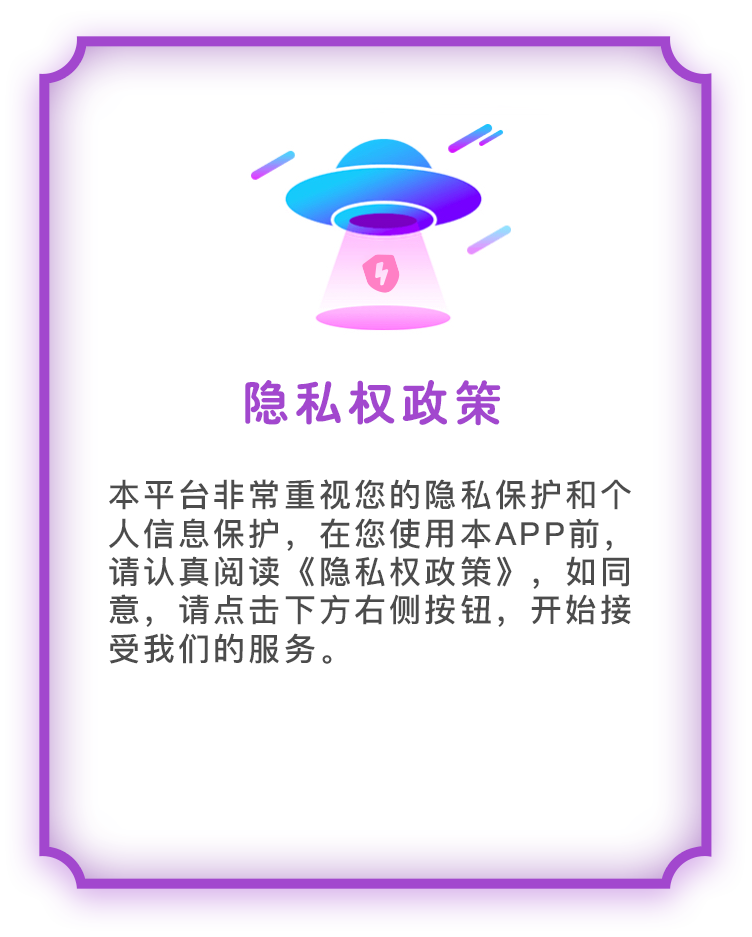 隐私权政策
本平台非常重视您的隐私保护和个
人信息保护，在您使用本APP前，
请认真阅读《隐私权政策》，如同
意，请点击下方右侧按钮，开始接
受我们的服务。